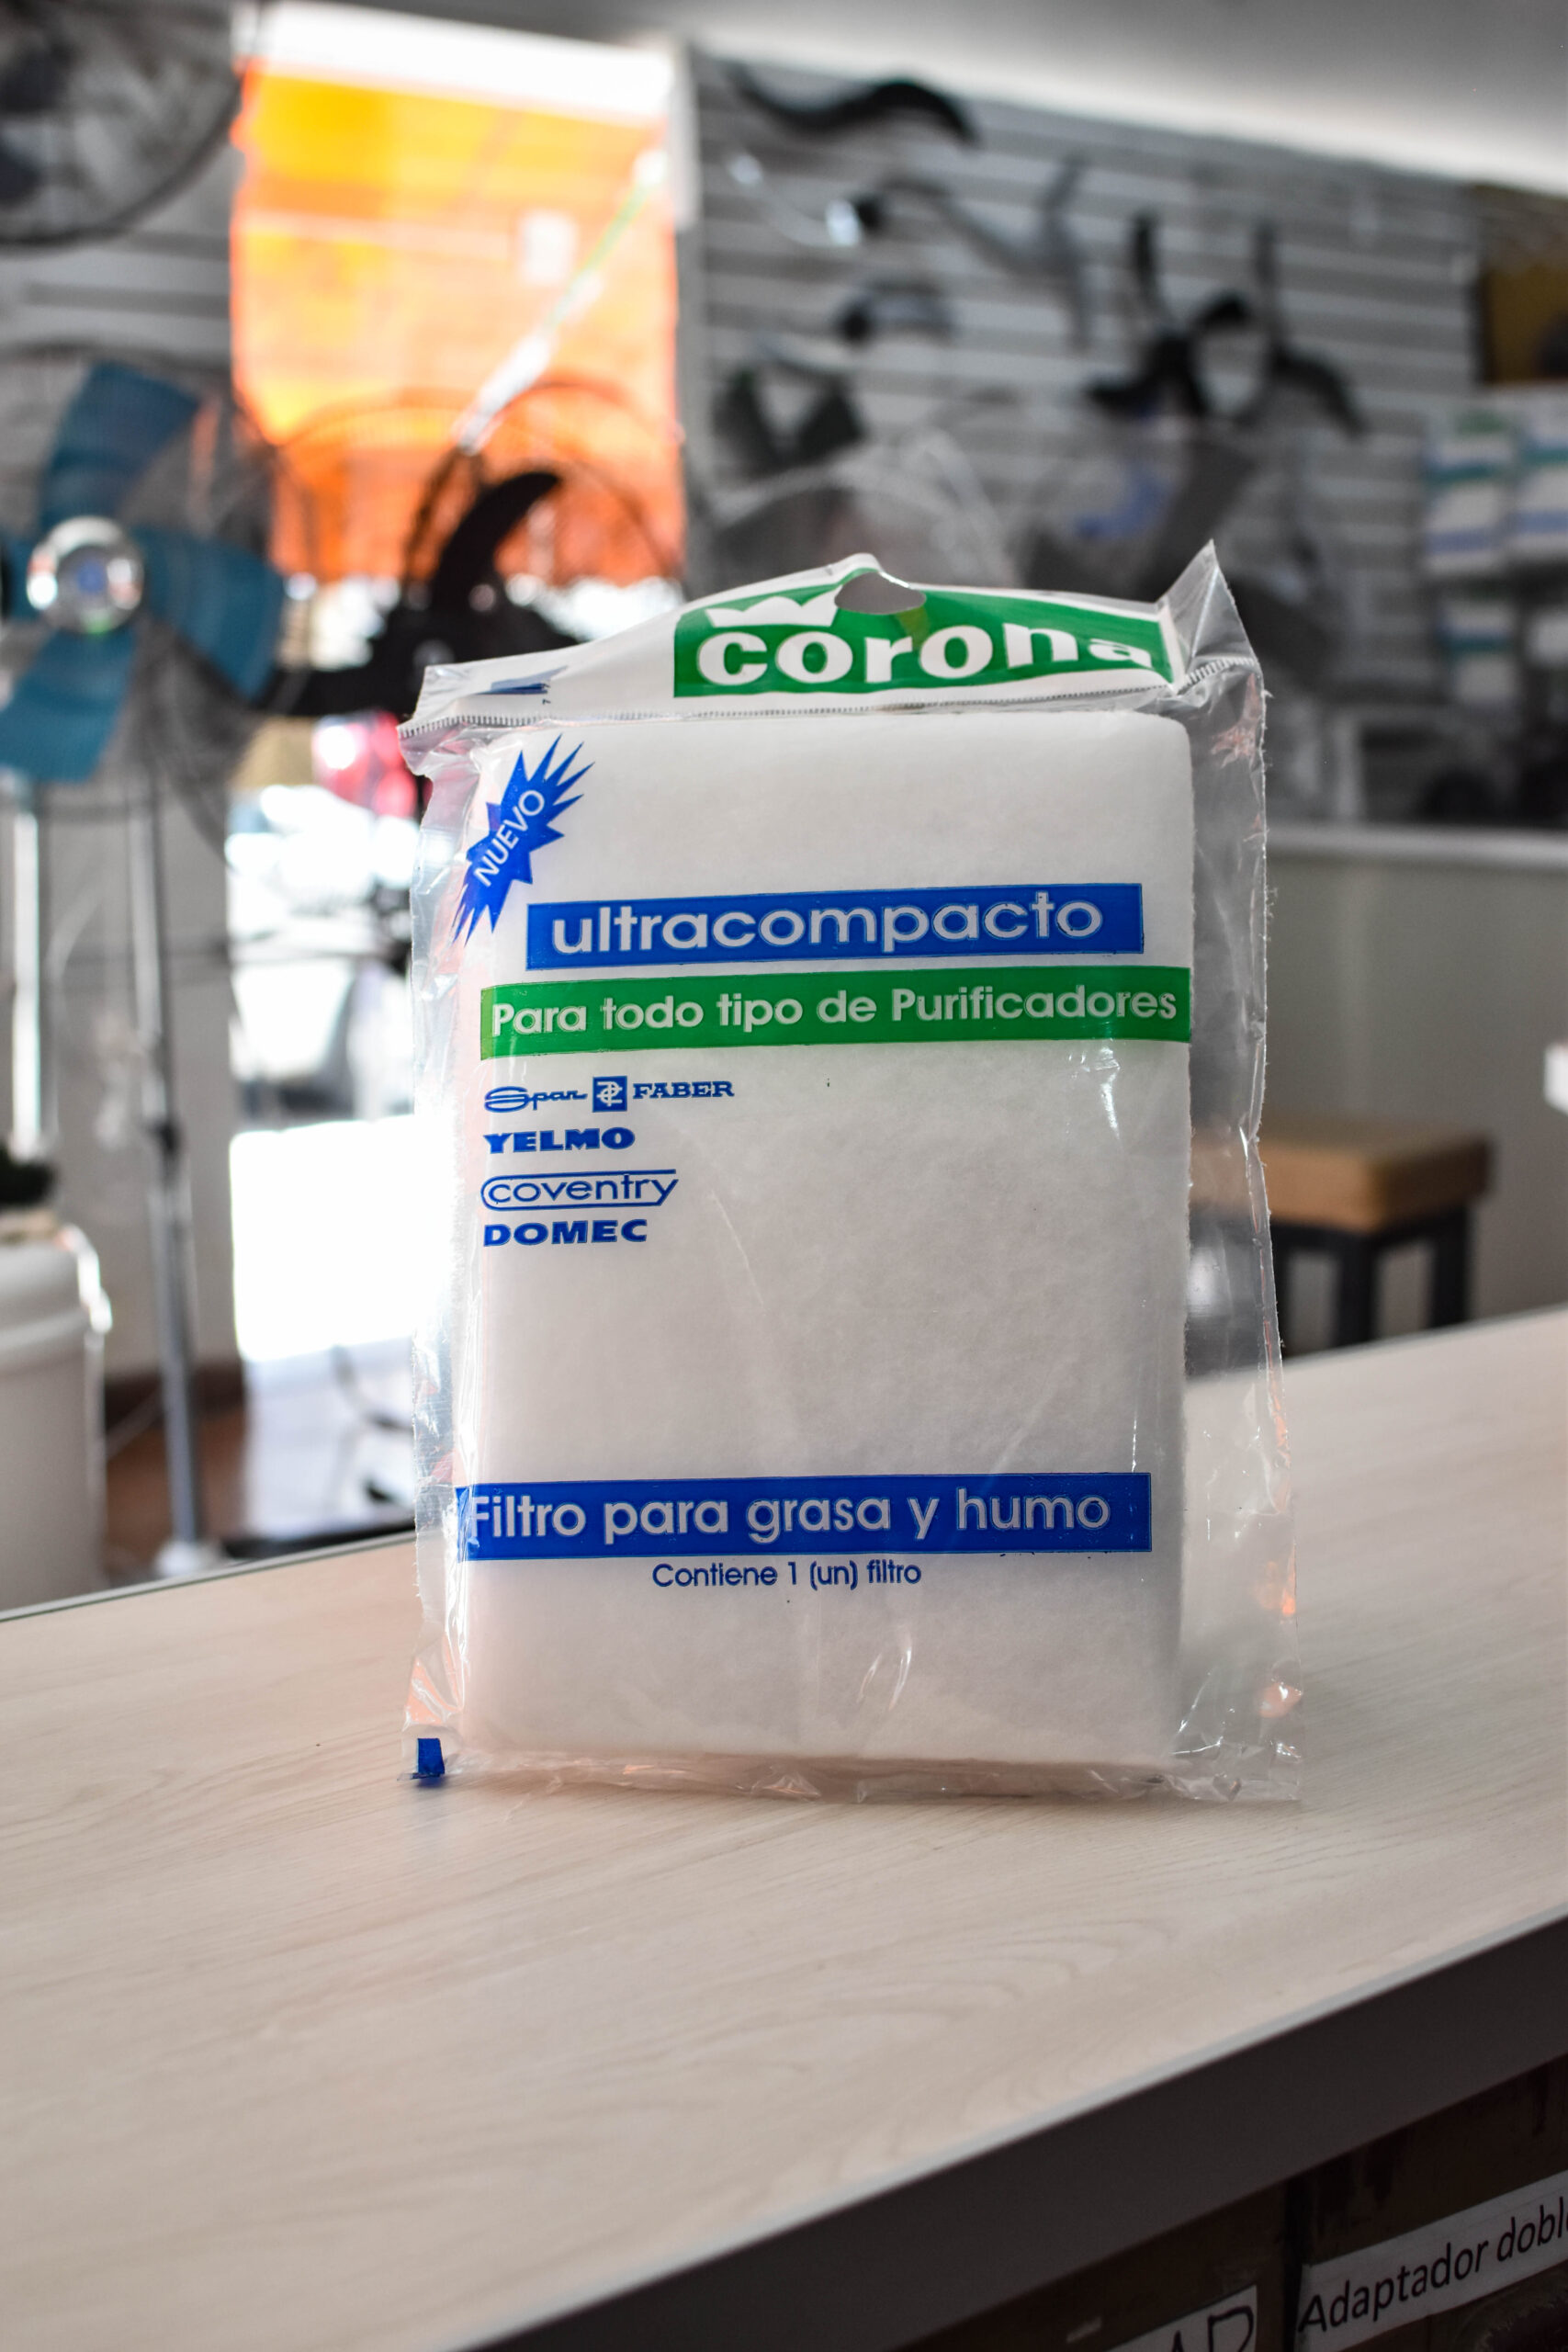 corona
NUEVO
ultracompacto
Para todo tipo de Purificadores
Spar FABER
YELMO
coventry
DOMEC
Filtro para grasa y humo
Contiene 1 (un) filtro
Adaptador